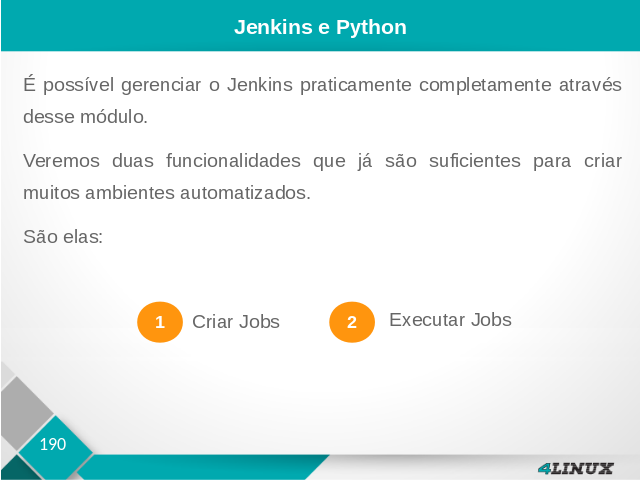 Jenkins e Python
É possível gerenciar o Jenkins praticamente completamente através
desse módulo.
Veremos duas funcionalidades que já são suficientes para criar
muitos ambientes automatizados.
São elas:
1 Criar Jobs 2 Executar Jobs
190
4LINUX